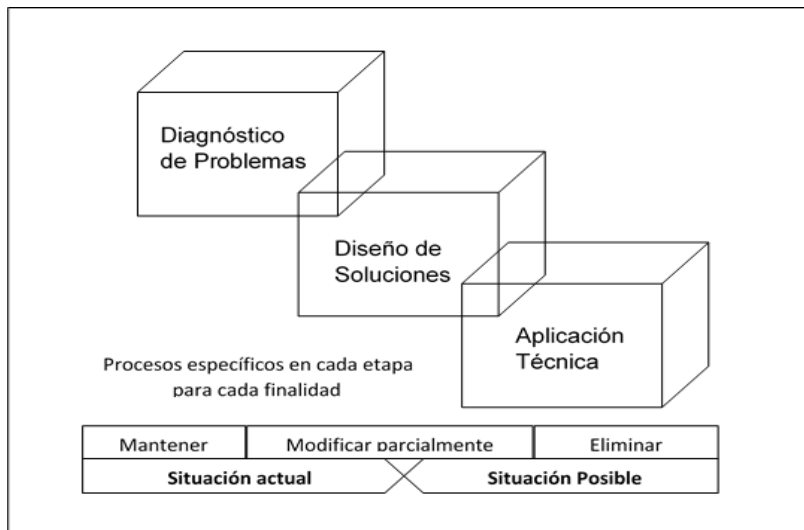 Diagnóstico
de Problemas
Diseño de
Soluciones
Aplicación
Técnica
Procesos específicos en cada etapa
para cada finalidad
Mantener
Modificar parcialmente
Eliminar
Situación actual
Situación Posible